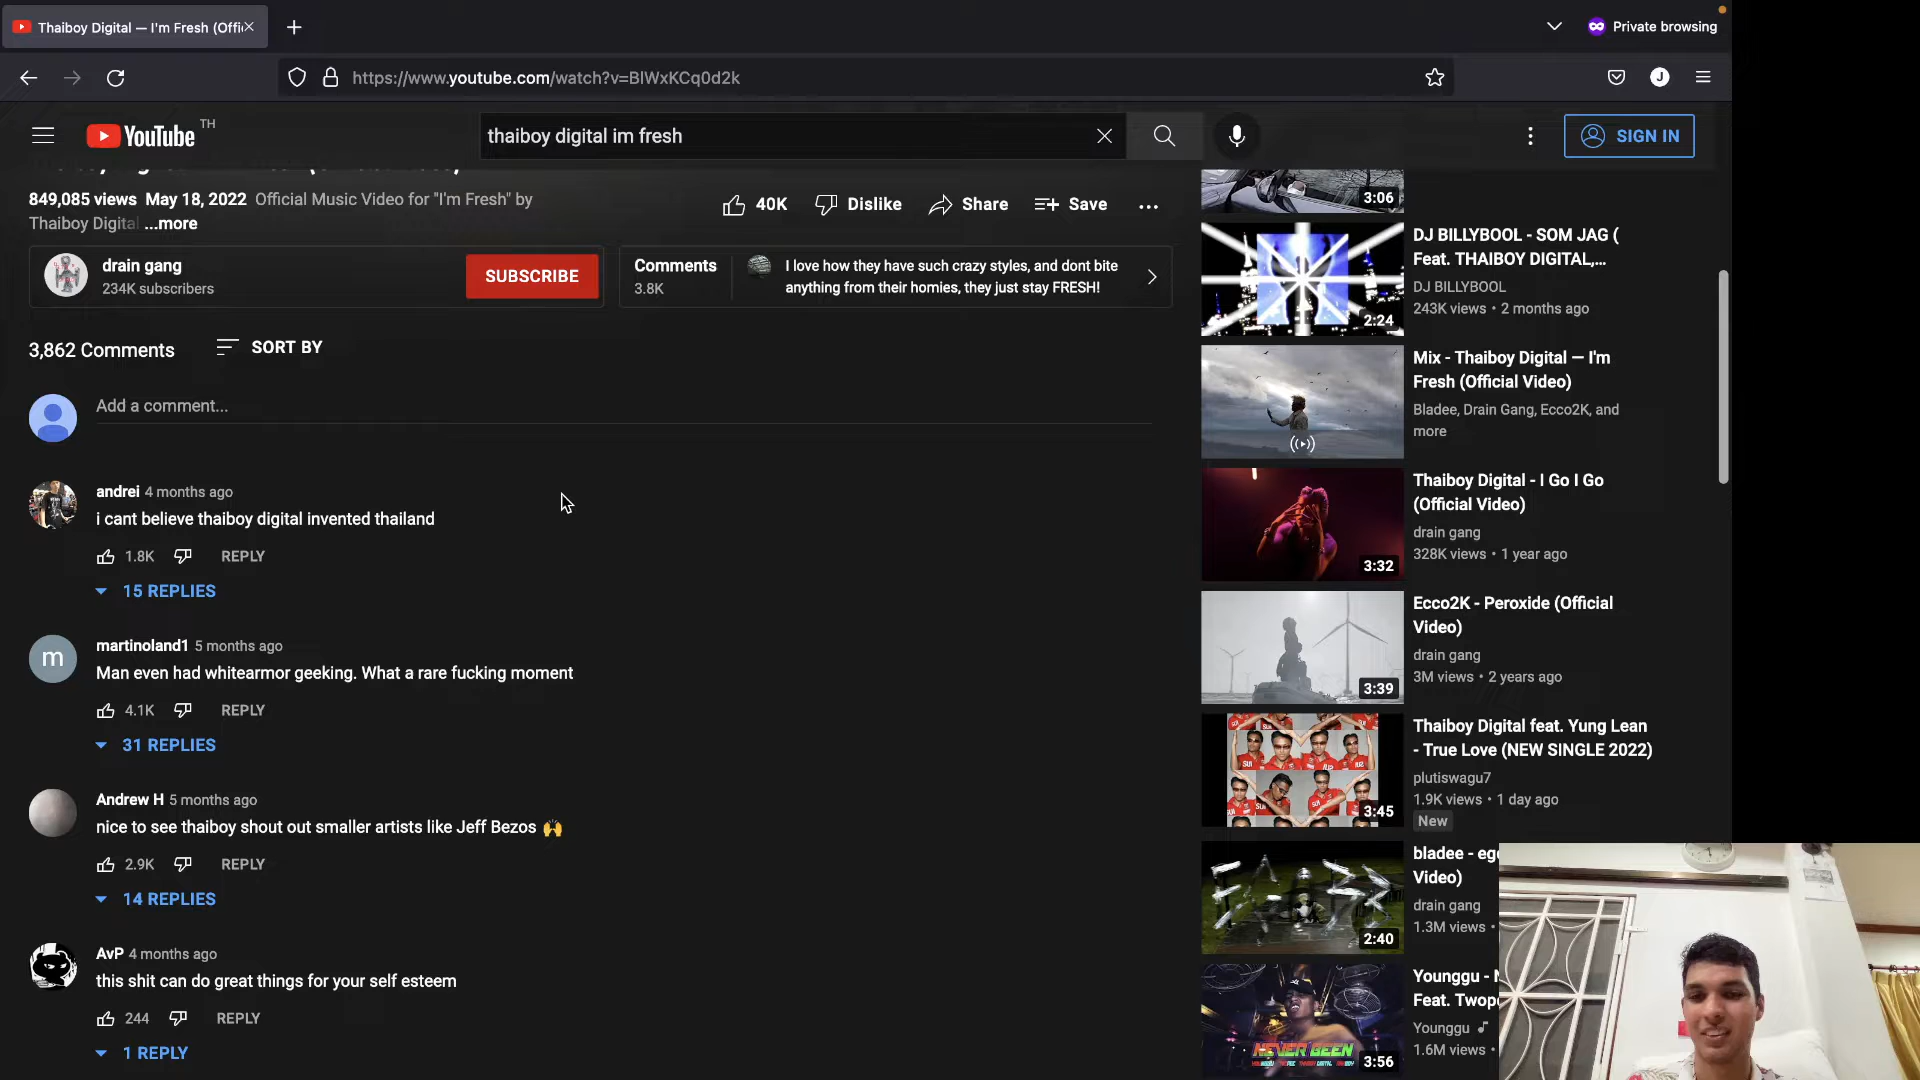 Thaiboy Digital — I'm Fresh (Offi
Private browsing
https://www.youtube.com/watch?v=BIWxKCq0d2k
J
YouTube TH
thaiboy digital im fresh
SIGN IN
849,085 views May 18, 2022 Official Music Video for "I'm Fresh" by
Thaiboy Digital ...more
40K
Dislike
Share
Save
drain gang
234K subscribers
SUBSCRIBE
Comments
3.8K
I love how they have such crazy styles, and dont bite
anything from their homies, they just stay FRESH!
3,862 Comments
SORT BY
Add a comment...
andrei 4 months ago
i cant believe thaiboy digital invented thailand
1.8K
REPLY
15 REPLIES
m
martinoland1 5 months ago
Man even had whitearmor geeking. What a rare fucking moment
4.1K
REPLY
31 REPLIES
Andrew H 5 months ago
nice to see thaiboy shout out smaller artists like Jeff Bezos 🙌
2.9K
REPLY
14 REPLIES
AvP 4 months ago
this shit can do great things for your self esteem
244
REPLY
1 REPLY
3:06
DJ BILLYBOOL - SOM JAG (
Feat. THAIBOY DIGITAL,...
DJ BILLYBOOL
243K views • 2 months ago
2:24
Mix - Thaiboy Digital — I'm
Fresh (Official Video)
Bladee, Drain Gang, Ecco2K, and
more
Thaiboy Digital - I Go I Go
(Official Video)
drain gang
328K views • 1 year ago
3:32
Ecco2K - Peroxide (Official
Video)
drain gang
3M views • 2 years ago
3:39
Thaiboy Digital feat. Yung Lean
- True Love (NEW SINGLE 2022)
plutiswagu7
1.9K views • 1 day ago
New
3:45
bladee - eg
Video)
drain gang
1.3M views •
2:40
Younggu -
Feat. Twop
Younggu
1.6M views •
NEVER BEEN
3:56